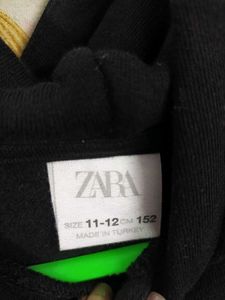 ZARA
SIZE 11-12 CM 152
MADE IN TURKEY